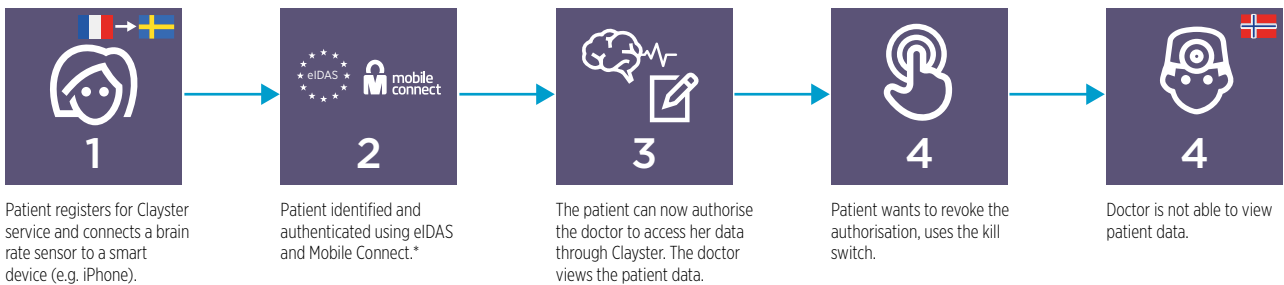 1
Patient registers for Clayster
service and connects a brain
rate sensor to a smart
device (e.g. iPhone).
eIDAS
mobile
connect
2
Patient identified and
authenticated using eIDAS
and Mobile Connect.*
3
The patient can now authorise
the doctor to access her data
through Clayster. The doctor
views the patient data.
4
Patient wants to revoke the
authorisation, uses the kill
switch.
4
Doctor is not able to view
patient data.